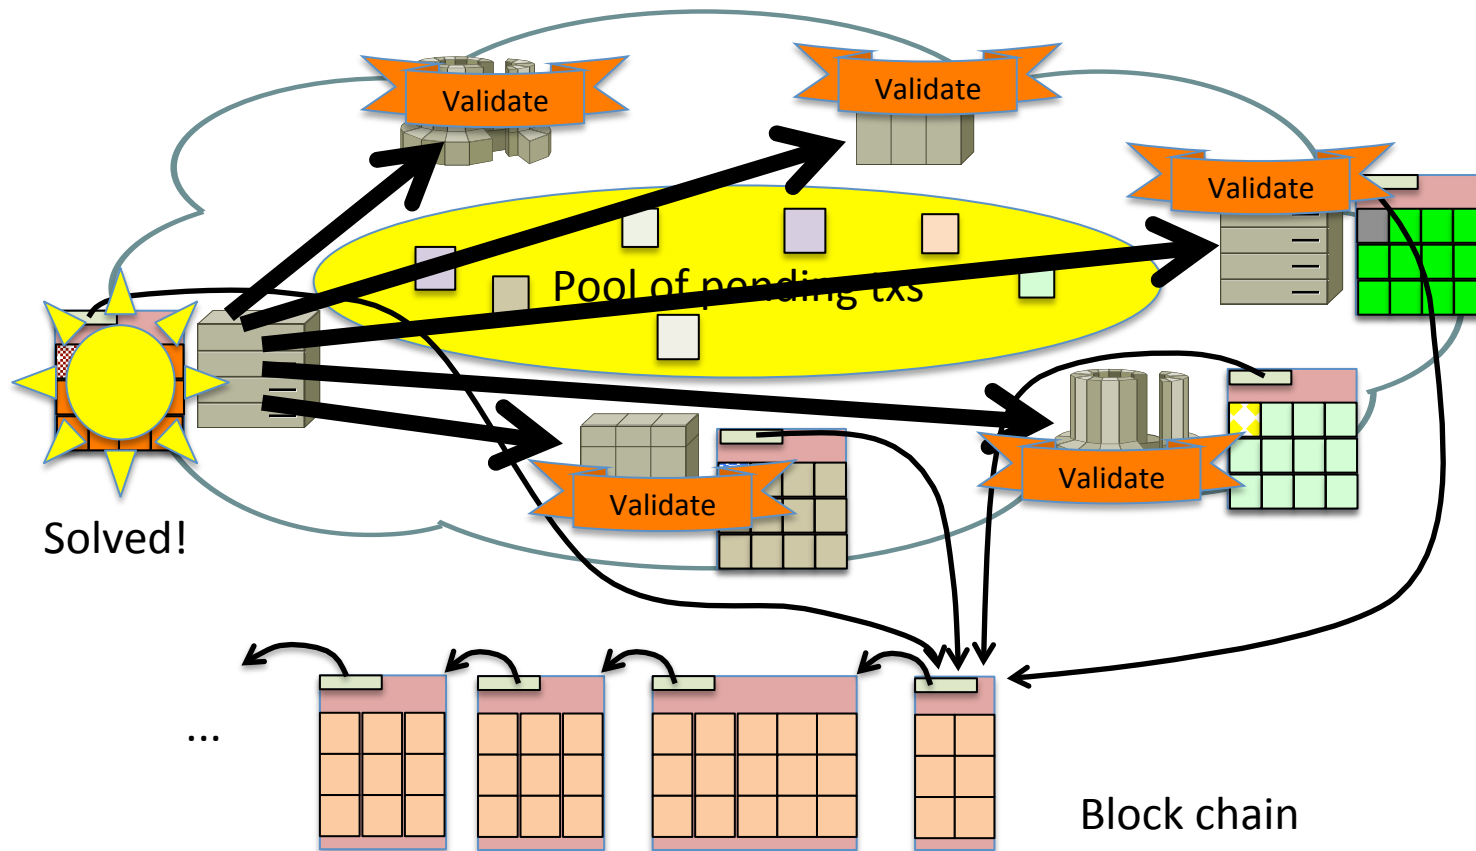 Validate
Validate
Validate
Pool of pending txs
Validate
Validate
Solved!
...
Block chain